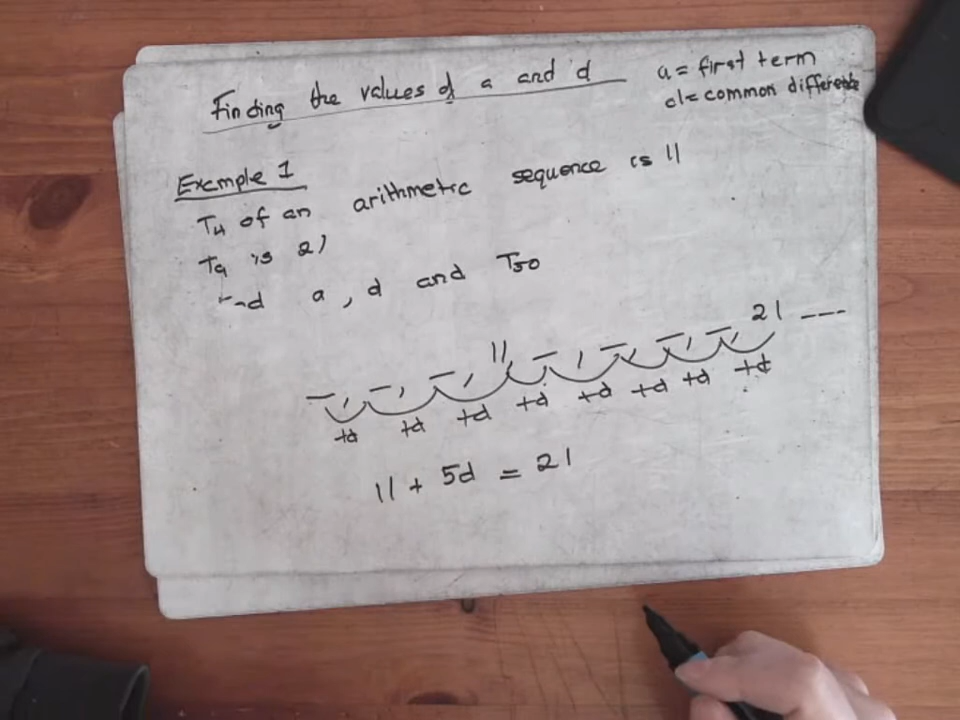 Finding the values of a and d
a = first term
d = common difference
Example 1
T4 of an arithmetic sequence is 11
T9 is 21
a, d and T50
11 21 ---
+d +d +d +d +d +d +d +d
11 + 5d = 21